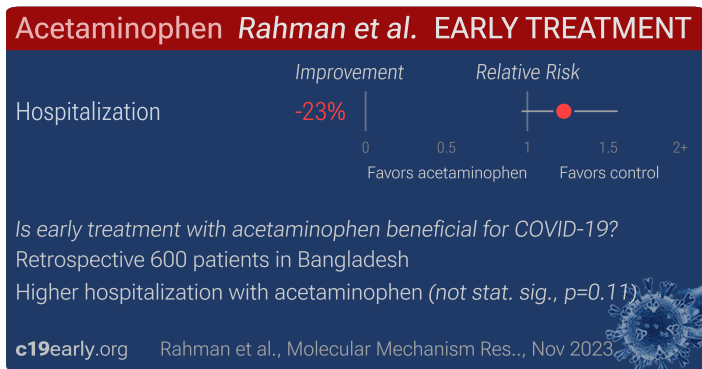 Acetaminophen Rahman et al. EARLY TREATMENT
Improvement Relative Risk
Hospitalization -23%
0 0.5 1 1.5 2+
Favors acetaminophen Favors control
Is early treatment with acetaminophen beneficial for COVID-19?
Retrospective 600 patients in Bangladesh
Higher hospitalization with acetaminophen (not stat. sig., p=0.11)
c19early.org Rahman et al., Molecular Mechanism Res.., Nov 2023